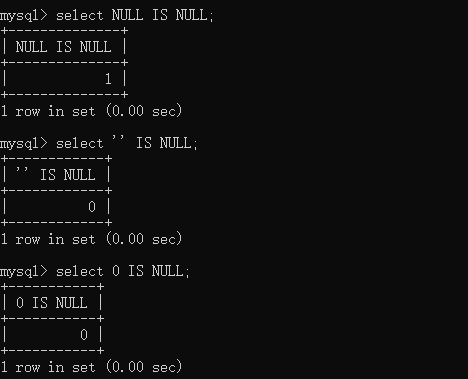 mysql> select NULL IS NULL;
+--------------+
| NULL IS NULL |
+--------------+
|            1 |
+--------------+
1 row in set (0.00 sec)
mysql> select '' IS NULL;
+------------+
| '' IS NULL |
+------------+
|          0 |
+------------+
1 row in set (0.00 sec)
mysql> select 0 IS NULL;
+-----------+
| 0 IS NULL |
+-----------+
|         0 |
+-----------+
1 row in set (0.00 sec)